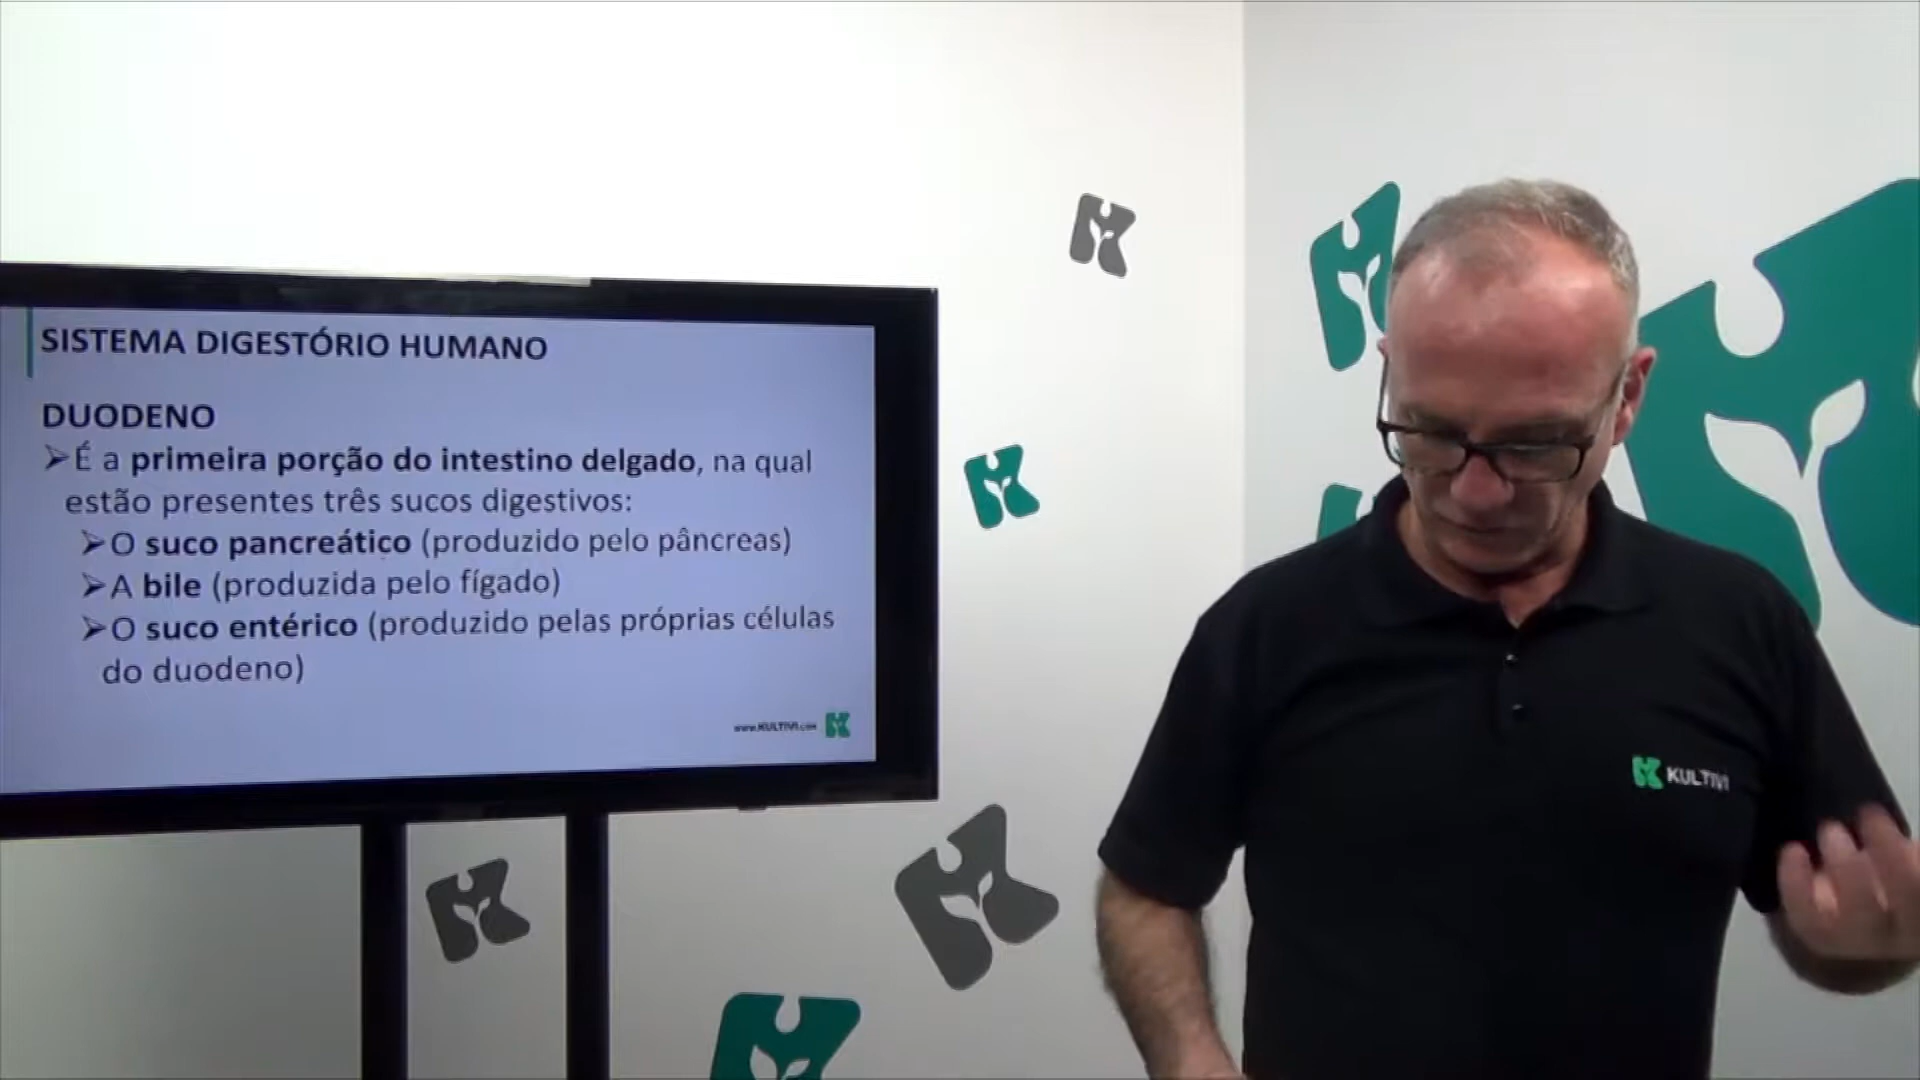 SISTEMA DIGESTÓRIO HUMANO
DUODENO
➢É a primeira porção do intestino delgado, na qual
estão presentes três sucos digestivos:
➢O suco pancreático (produzido pelo pâncreas)
➢A bile (produzida pelo fígado)
➢O suco entérico (produzido pelas próprias células
do duodeno)
www.KULTIVI.com
KULTIVI